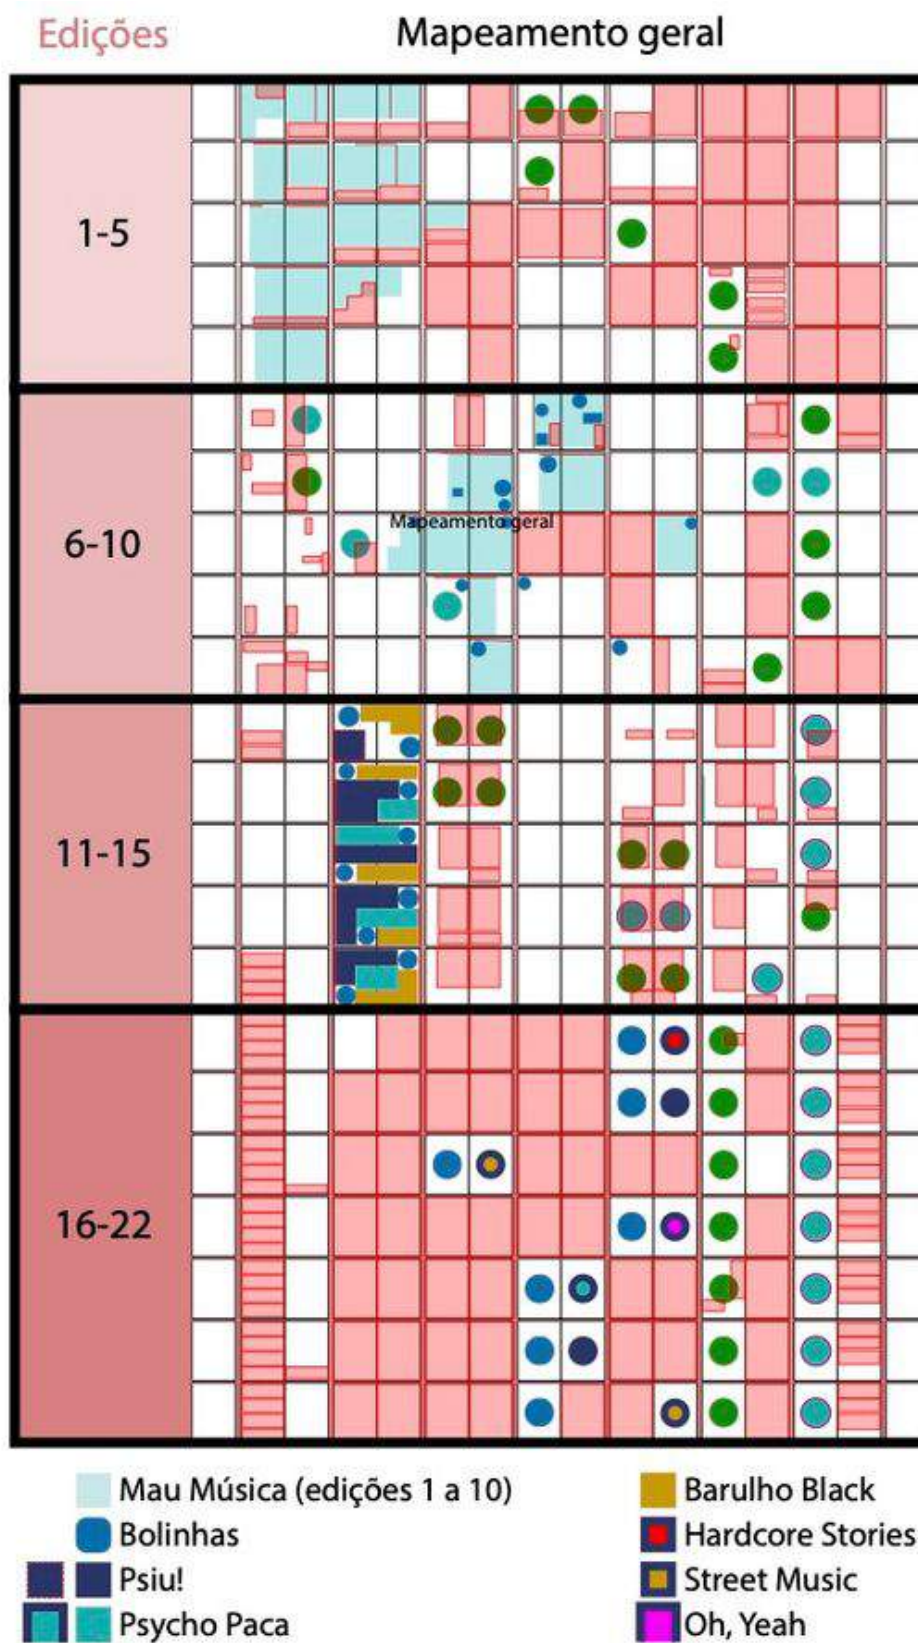 Edições Mapeamento geral
1-5
6-10
Mapeamento geral
11-15
16-22
Mau Música (edições 1 a 10) Barulho Black
Bolinhas Hardcore Stories
Psiu! Street Music
Psycho Paca Oh, Yeah